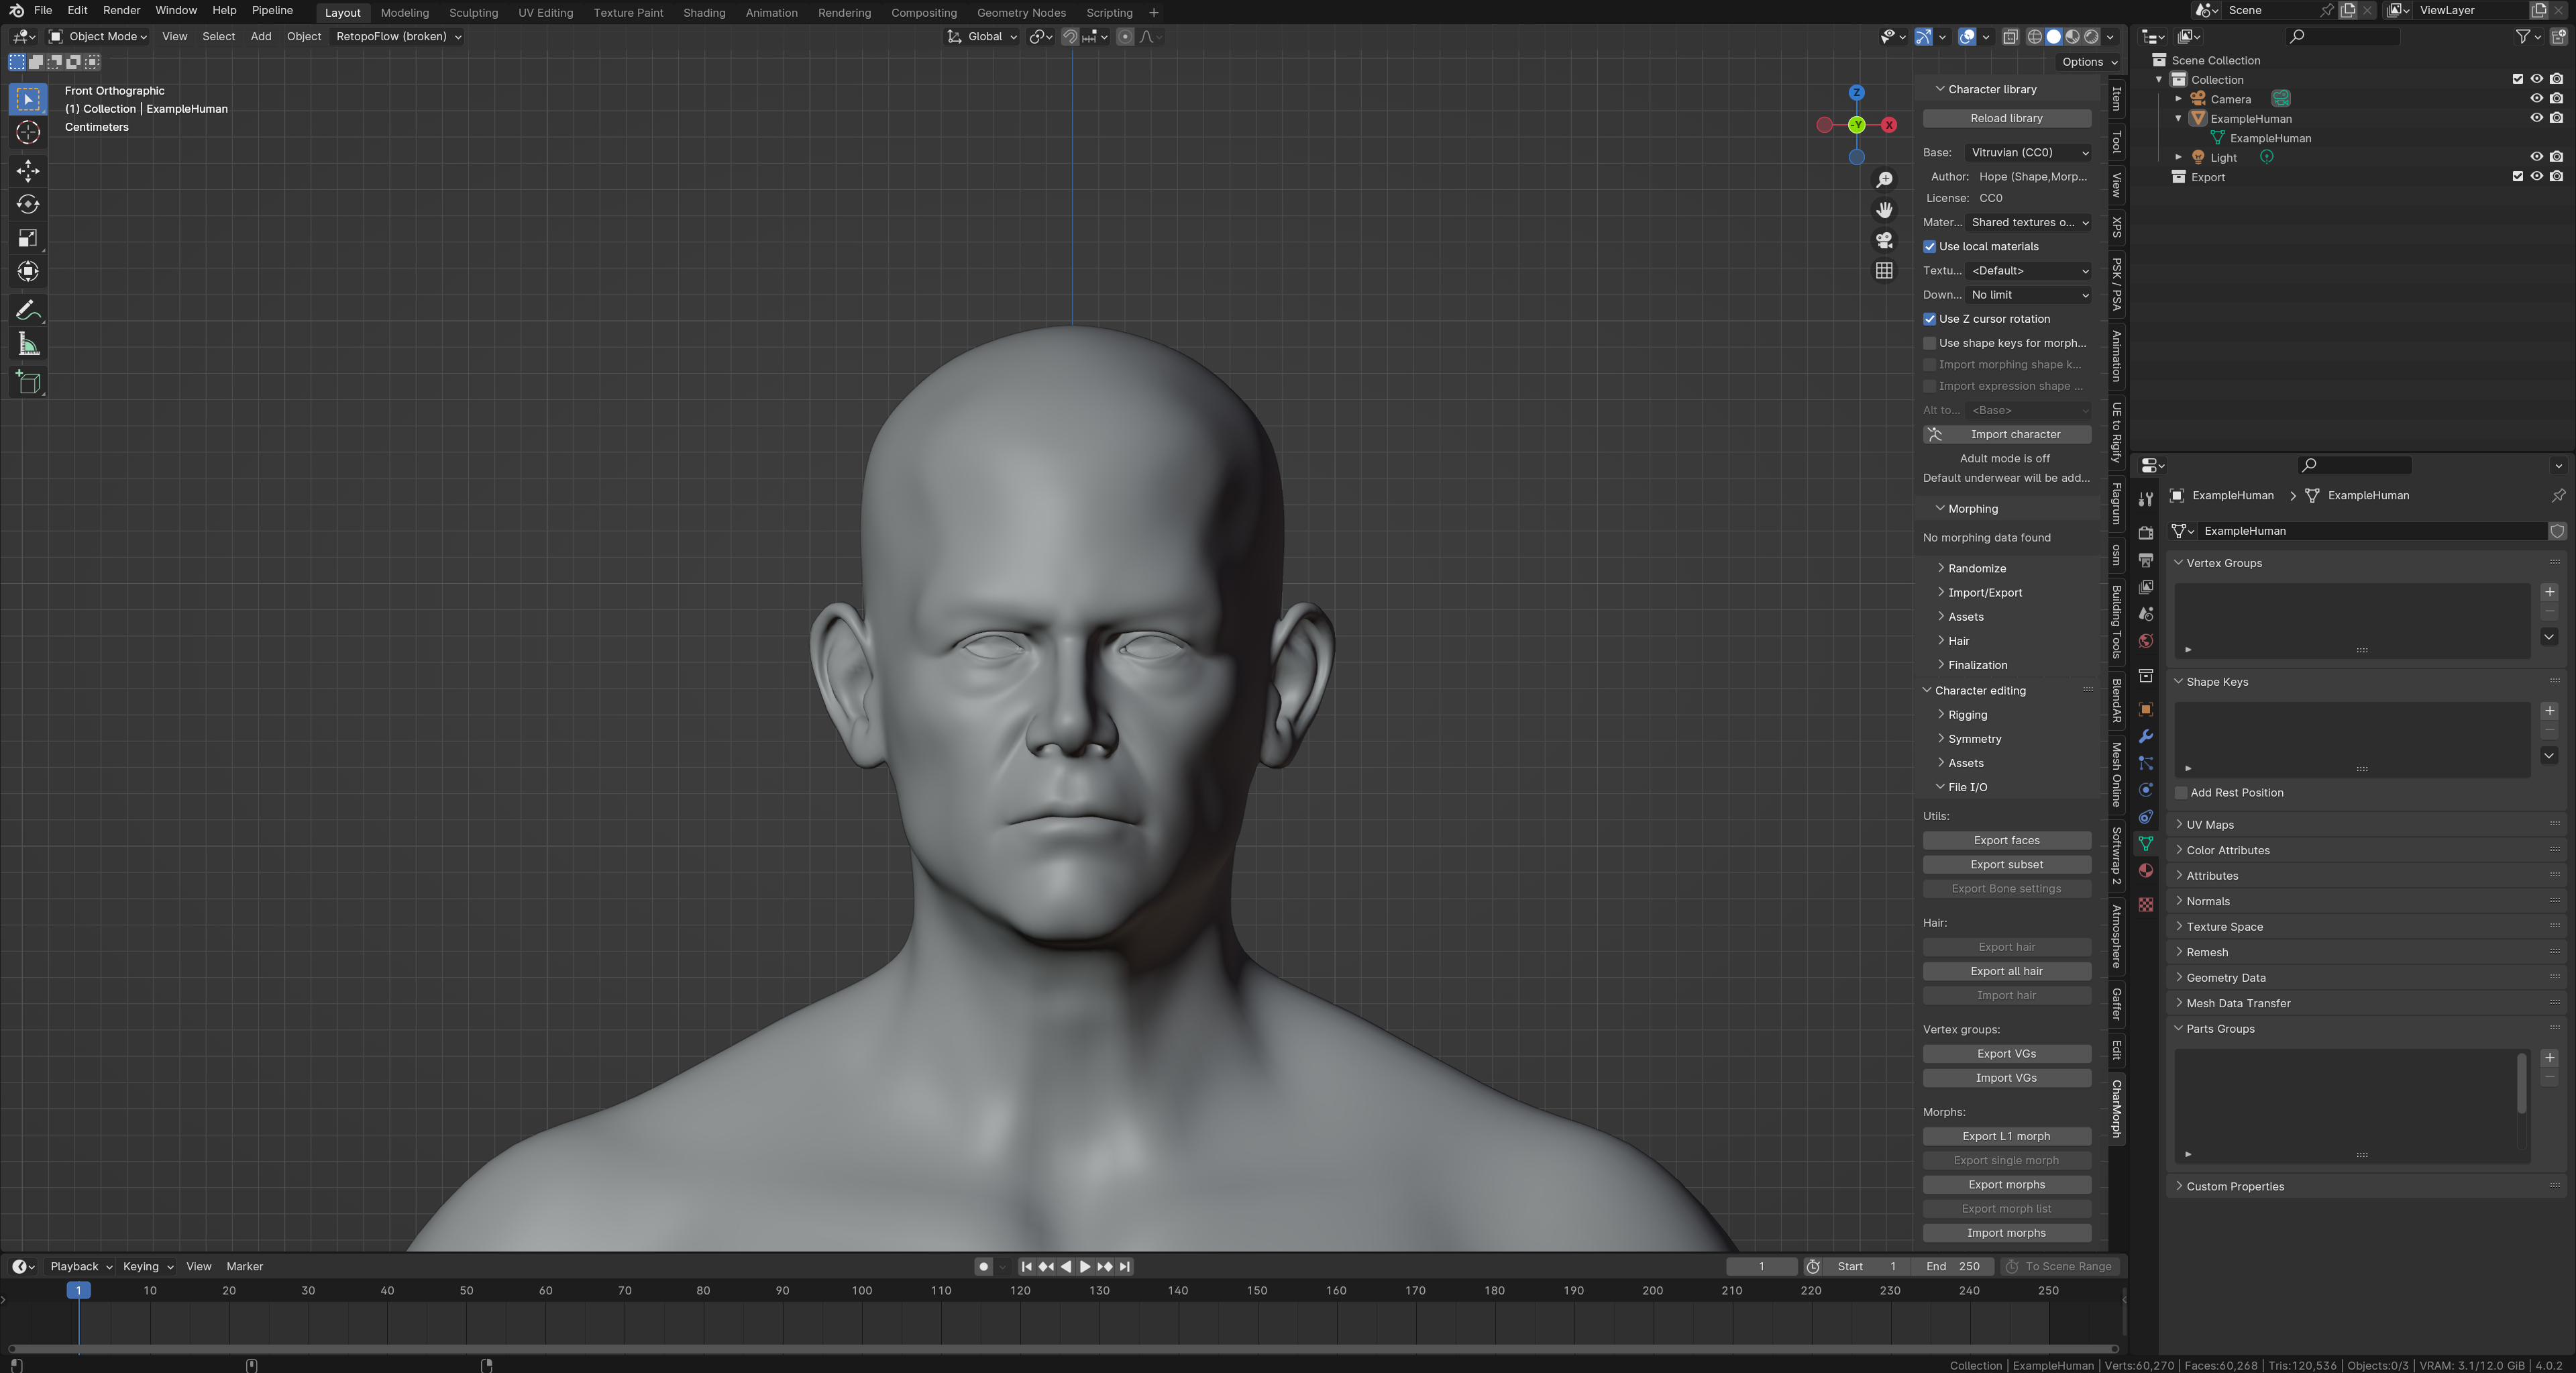 File Edit Render Window Help Pipeline Layout Modeling Sculpting UV Editing Texture Paint Shading Animation Rendering Compositing Geometry Nodes Scripting + Scene ViewLayer
Object Mode View Select Add Object RetopoFlow (broken) Global
Options
Front Orthographic
(1) Collection | ExampleHuman
Centimeters
Z
-Y
X
Character library
Reload library
Base: Vitruvian (CC0)
Author: Hope (Shape,Morp...
License: CC0
Mater... Shared textures o...
Use local materials
Textu... <Default>
Down... No limit
Use Z cursor rotation
Use shape keys for morph...
Import morphing shape k...
Import expression shape ...
Alt to... <Base>
Import character
Adult mode is off
Default underwear will be add...
Morphing
No morphing data found
Randomize
Import/Export
Assets
Hair
Finalization
Character editing
Rigging
Symmetry
Assets
File I/O
Utils:
Export faces
Export subset
Export Bone settings
Hair:
Export hair
Export all hair
Import hair
Vertex groups:
Export VGs
Import VGs
Morphs:
Export L1 morph
Export single morph
Export morphs
Export morph list
Import morphs
Item
Tool
View
XPS
PSK / PSA
Animation
UE to Rigify
Flagrum
osm
Building Tools
BlendAR
Mesh Online
Softwrap 2
Atmosphere
Gaffer
Edit
CharMorph
Scene Collection
Collection
Camera
ExampleHuman
ExampleHuman
Light
Export
ExampleHuman > ExampleHuman
ExampleHuman
Vertex Groups
Shape Keys
Add Rest Position
UV Maps
Color Attributes
Attributes
Normals
Texture Space
Remesh
Geometry Data
Mesh Data Transfer
Parts Groups
Custom Properties
Playback Keying View Marker 1 Start 1 End 250 To Scene Range
1 10 20 30 40 50 60 70 80 90 100 110 120 130 140 150 160 170 180 190 200 210 220 230 240 250
Collection | ExampleHuman | Verts:60,270 | Faces:60,268 | Tris:120,536 | Objects:0/3 | VRAM: 3.1/12.0 GiB | 4.0.2